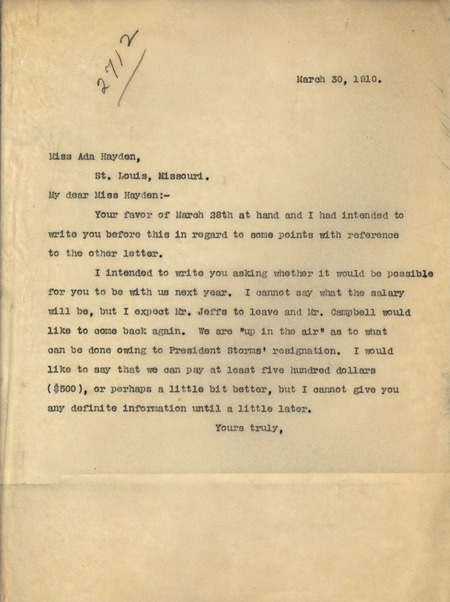 2712
March 30, 1910.
Miss Ada Hayden,
St. Louis, Missouri.
My dear Miss Hayden:-
Your favor of March 28th at hand and I had intended to
write you before this in regard to some points with reference
to the other letter.
I intended to write you asking whether it would be possible
for you to be with us next year. I cannot say what the salary
will be, but I expect Mr. Jeffs to leave and Mr. Campbell would
like to come back again. We are "up in the air" as to what
can be done owing to President Storms' resignation. I would
like to say that we can pay at least five hundred dollars
($500), or perhaps a little bit better, but I cannot give you
any definite information until a little later.
Yours truly,